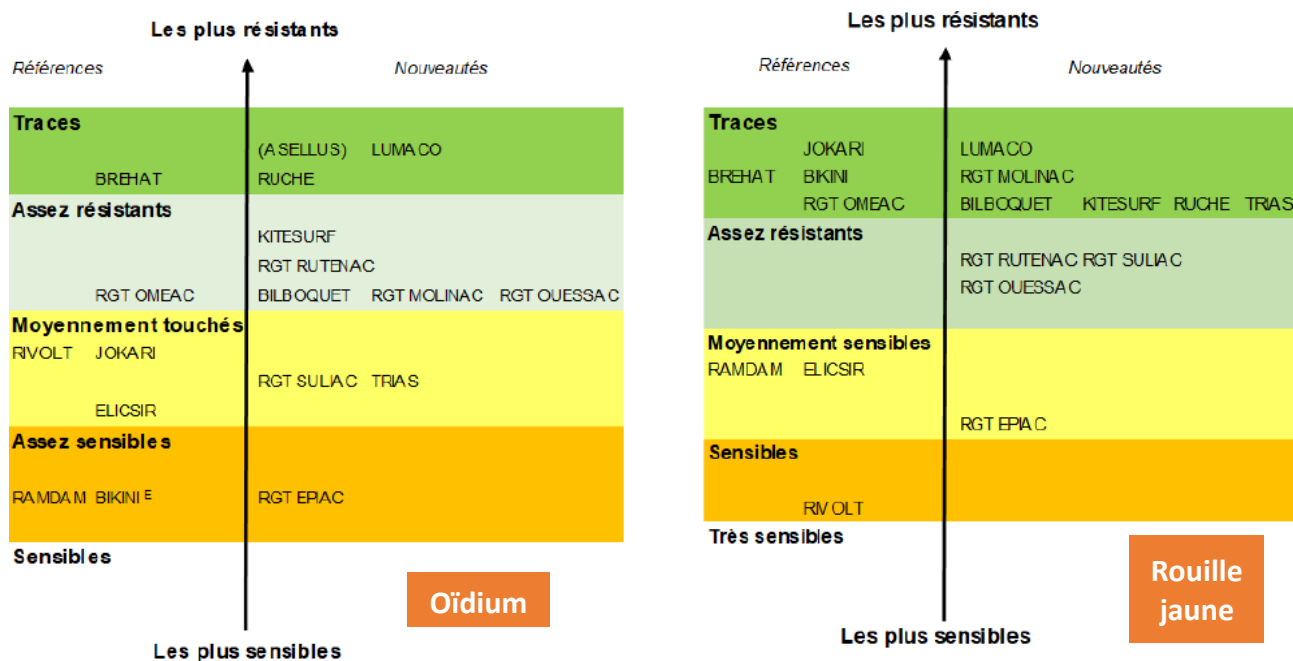 Les plus résistants
Références Nouveautés
Traces
(ASELLUS) LUMACO
BREHAT RUCHE
Assez résistants
KITESURF
RGT RUTENAC
RGT OMEAC BILBOQUET RGT MOLINAC RGT OUESSAC
Moyennement touchés
RIVOLT JOKARI
RGT SULIAC TRIAS
ELICSIR
Assez sensibles
RAMDAM BIKINI E RGT EPIAC
Sensibles
Oïdium
Les plus sensibles
Les plus résistants
Références Nouveautés
Traces
JOKARI LUMACO
BREHAT BIKINI RGT MOLINAC
RGT OMEAC BILBOQUET KITESURF RUCHE TRIAS
Assez résistants
RGT RUTENAC RGT SULIAC
RGT OUESSAC
Moyennement sensibles
RAMDAM ELICSIR
RGT EPIAC
Sensibles
RIVOLT
Très sensibles
Rouille
jaune
Les plus sensibles